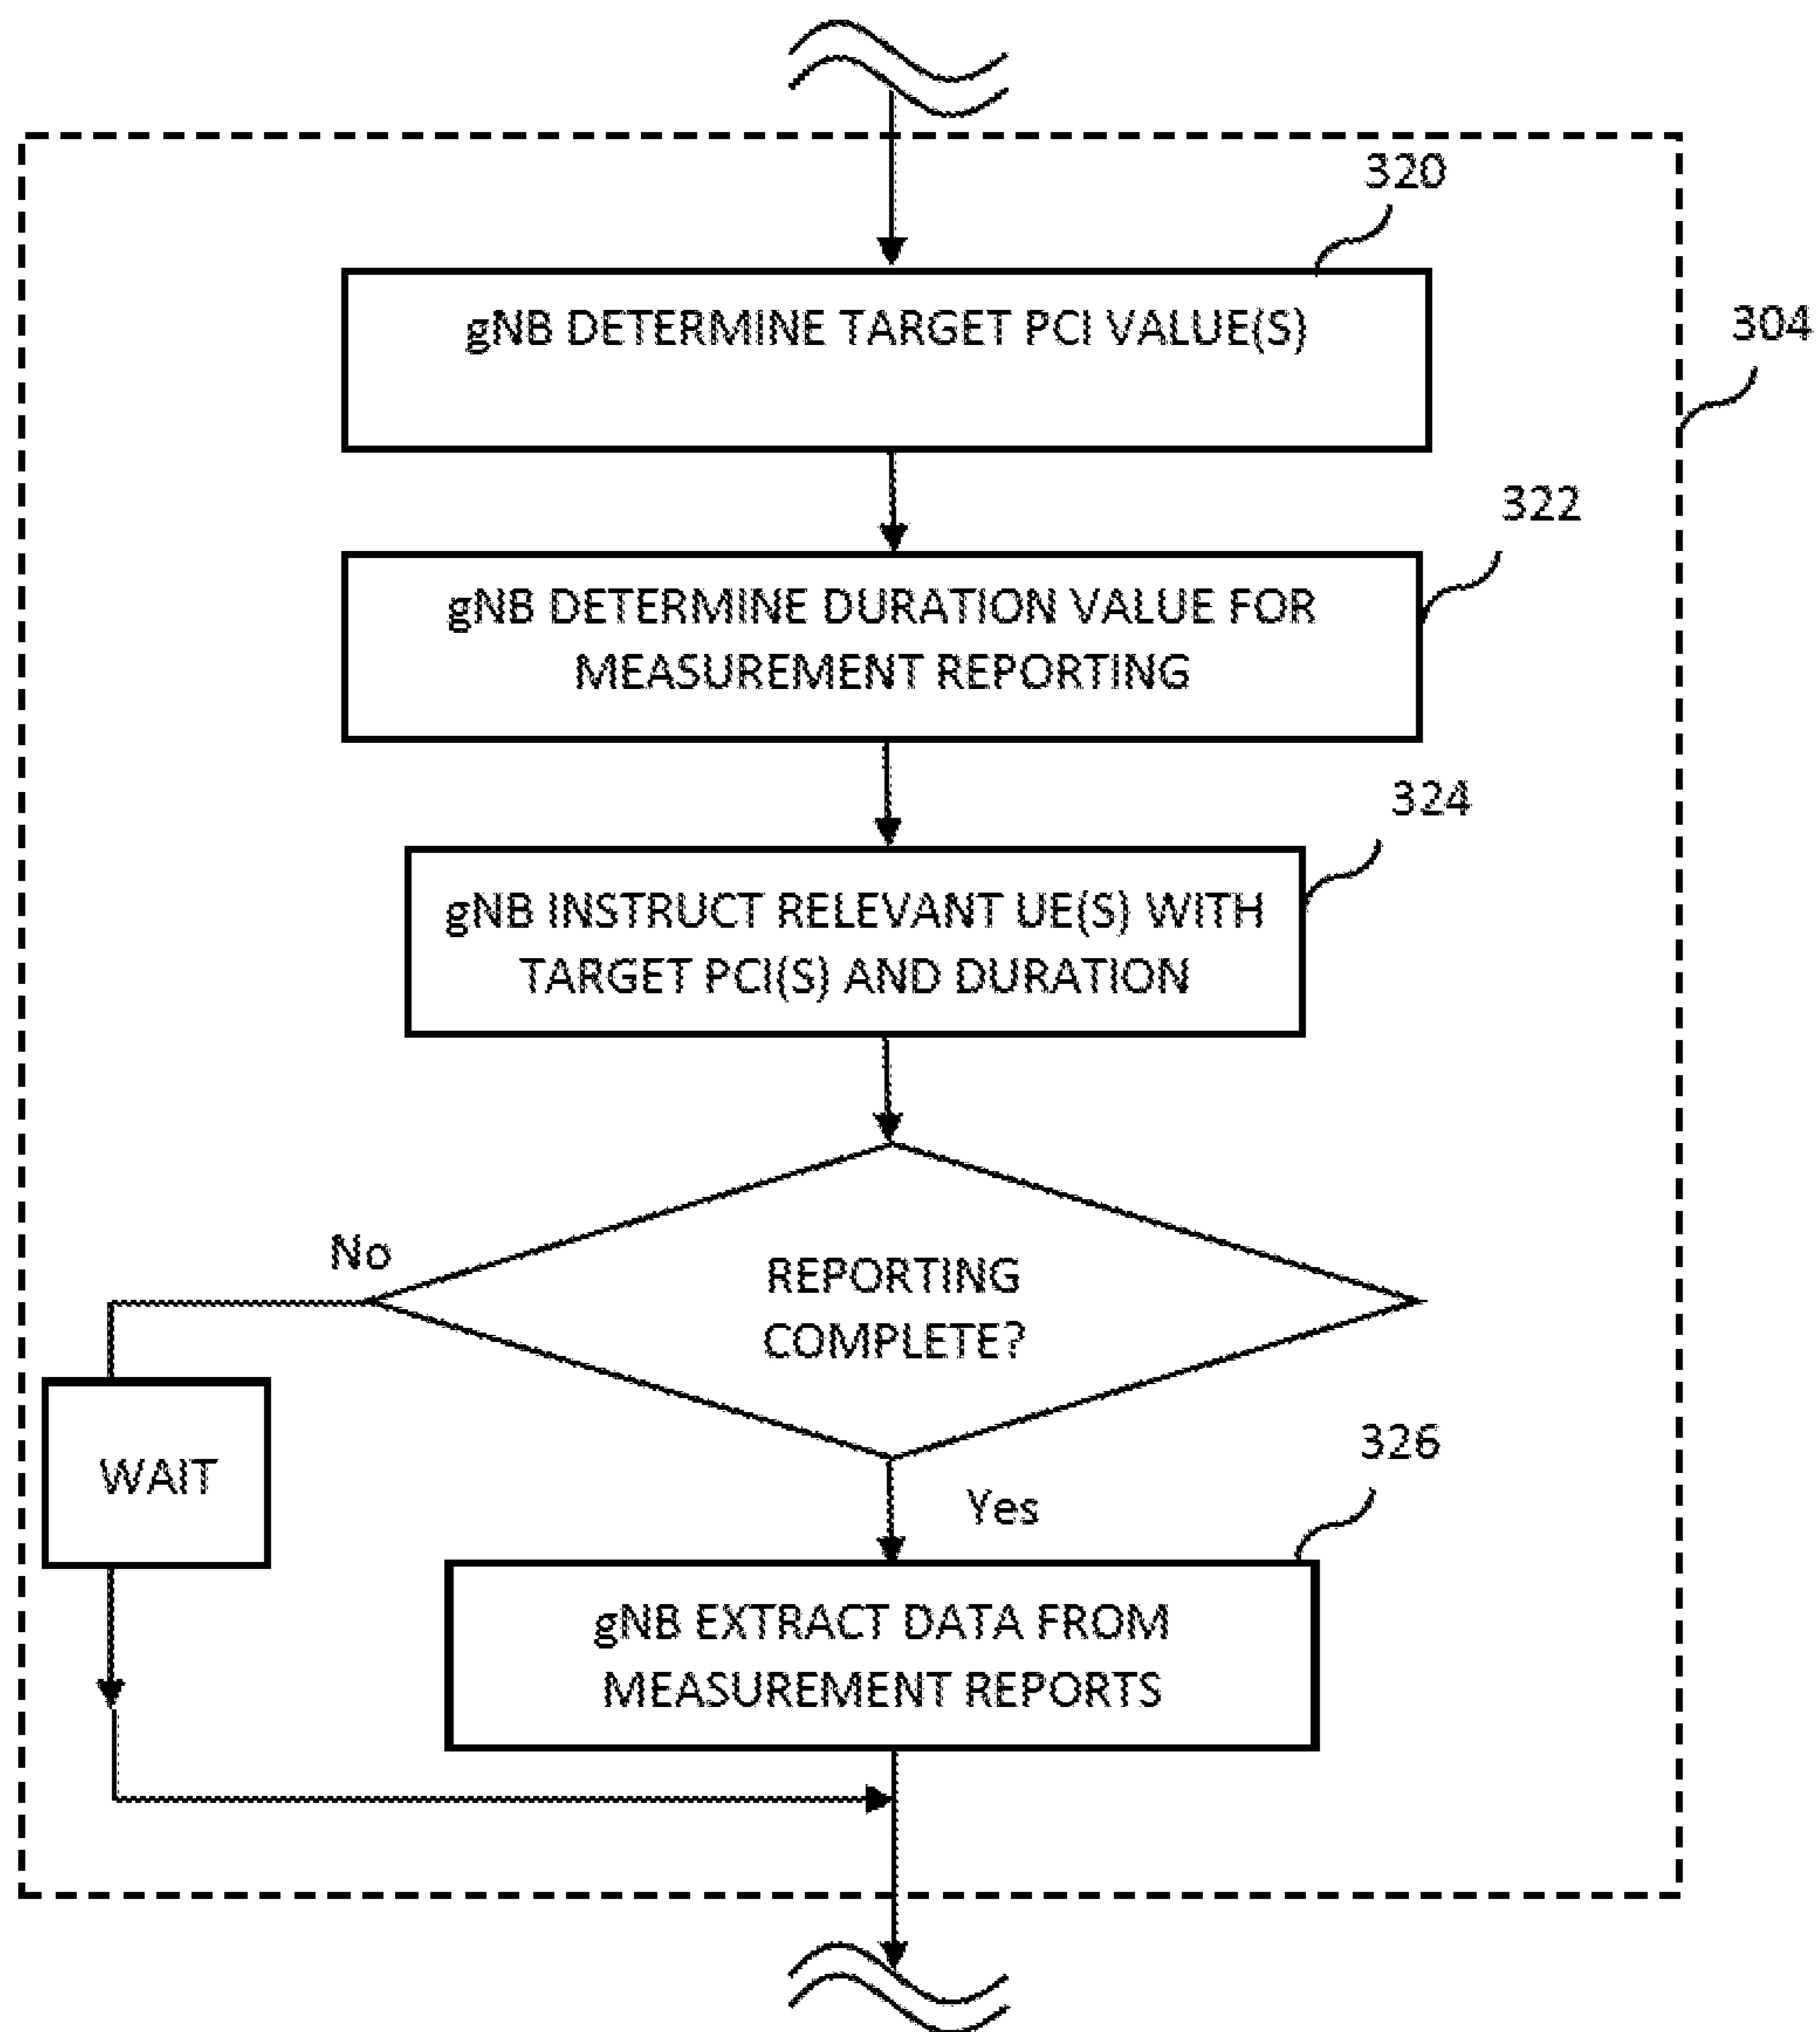 320
gNB DETERMINE TARGET PCI VALUE(S)
304
322
gNB DETERMINE DURATION VALUE FOR
MEASUREMENT REPORTING
324
gNB INSTRUCT RELEVANT UE(S) WITH
TARGET PCI(S) AND DURATION
No
REPORTING
COMPLETE?
WAIT
326
Yes
gNB EXTRACT DATA FROM
MEASUREMENT REPORTS